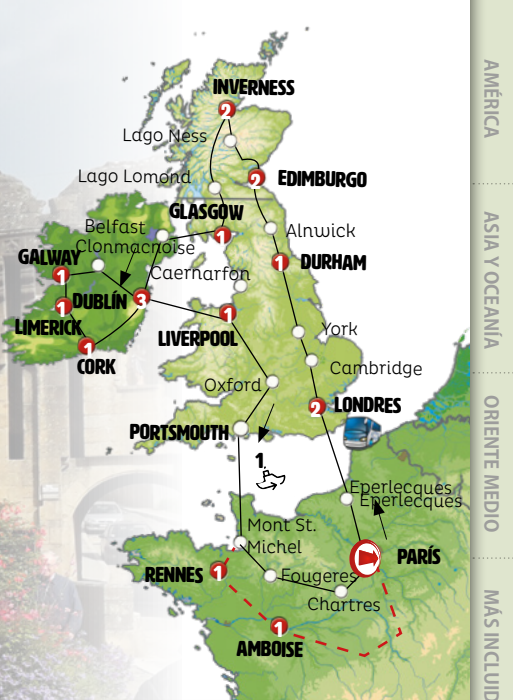 INVERNESS
2
Lago Ness
Lago Lomond
2
EDIMBURGO
GLASGOW
1
Alnwick
Belfast
Clonmacnoise
GALWAY
1
1
DURHAM
Caernarfon
DUBLÍN
3
1
LIMERICK
1
LIVERPOOL
York
1
CORK
Cambridge
Oxford
2
LONDRES
PORTSMOUTH
1
Eperlecques
Eperlecques
Mont St.
Michel
PARÍS
RENNES
1
Fougeres
Chartres
1
AMBOISE
AMÉRICA
ASIA Y OCEANÍA
ORIENTE MEDIO
MÁS INCLUID